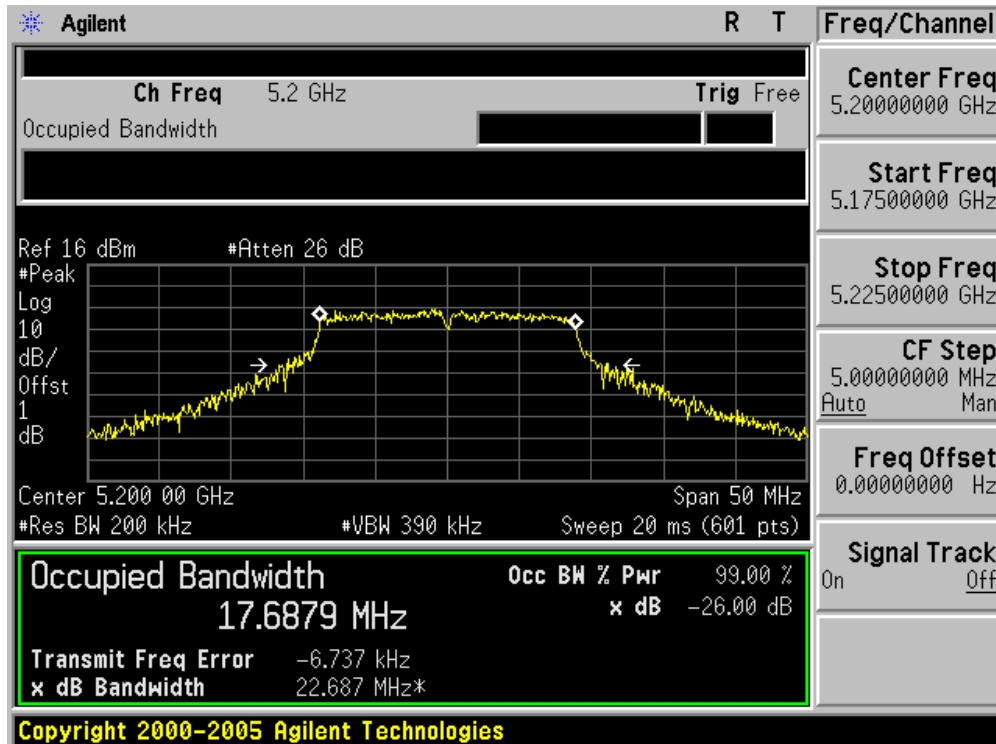 Agilent R T
Ch Freq 5.2 GHz Trig Free
Occupied Bandwidth
Ref 16 dBm #Atten 26 dB
#Peak
Log
10
dB/
Offst
1
dB
Center 5.200 00 GHz Span 50 MHz
#Res BW 200 kHz #VBW 390 kHz Sweep 20 ms (601 pts)
Occupied Bandwidth
17.6879 MHz
Occ BW % Pwr 99.00 %
x dB -26.00 dB
Transmit Freq Error -6.737 kHz
x dB Bandwidth 22.687 MHz*
Copyright 2000-2005 Agilent Technologies
Freq/Channel
Center Freq
5.20000000 GHz
Start Freq
5.17500000 GHz
Stop Freq
5.22500000 GHz
CF Step
5.00000000 MHz
Auto Man
Freq Offset
0.00000000 Hz
Signal Track
On Off